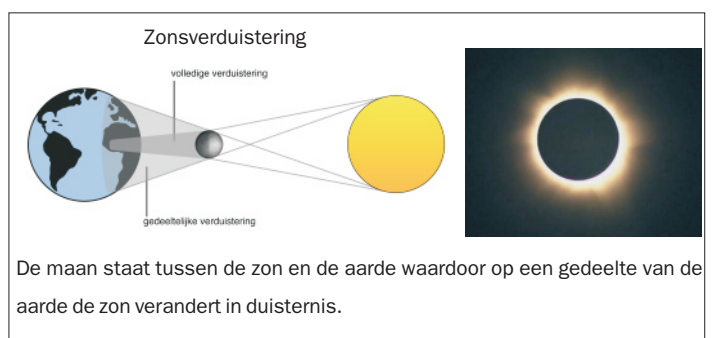 Zonsverduistering
volledige verduistering
gedeeltelijke verduistering
De maan staat tussen de zon en de aarde waardoor op een gedeelte van de
aarde de zon verandert in duisternis.